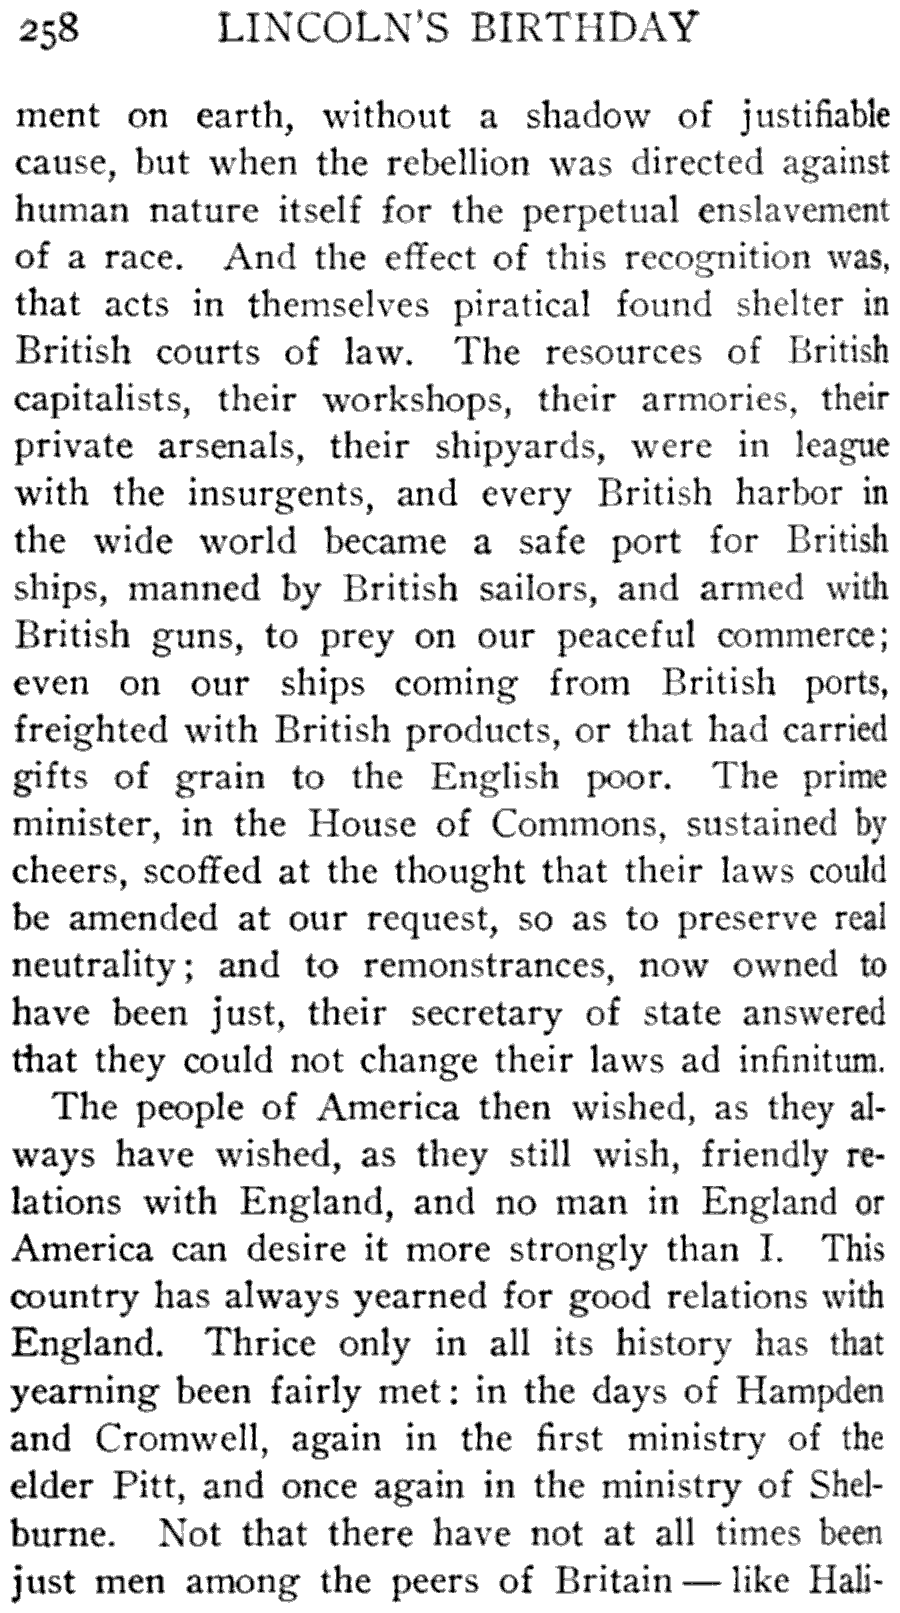 258 LINCOLN'S BIRTHDAY
ment on earth, without a shadow of justifiable
cause, but when the rebellion was directed against
human nature itself for the perpetual enslavement
of a race. And the effect of this recognition was,
that acts in themselves piratical found shelter in
British courts of law. The resources of British
capitalists, their workshops, their armories, their
private arsenals, their shipyards, were in league
with the insurgents, and every British harbor in
the wide world became a safe port for British
ships, manned by British sailors, and armed with
British guns, to prey on our peaceful commerce;
even on our ships coming from British ports,
freighted with British products, or that had carried
gifts of grain to the English poor. The prime
minister, in the House of Commons, sustained by
cheers, scoffed at the thought that their laws could
be amended at our request, so as to preserve real
neutrality; and to remonstrances, now owned to
have been just, their secretary of state answered
that they could not change their laws ad infinitum.
The people of America then wished, as they al-
ways have wished, as they still wish, friendly re-
lations with England, and no man in England or
America can desire it more strongly than I. This
country has always yearned for good relations with
England. Thrice only in all its history has that
yearning been fairly met: in the days of Hampden
and Cromwell, again in the first ministry of the
elder Pitt, and once again in the ministry of Shel-
burne. Not that there have not at all times been
just men among the peers of Britain — like Hali-